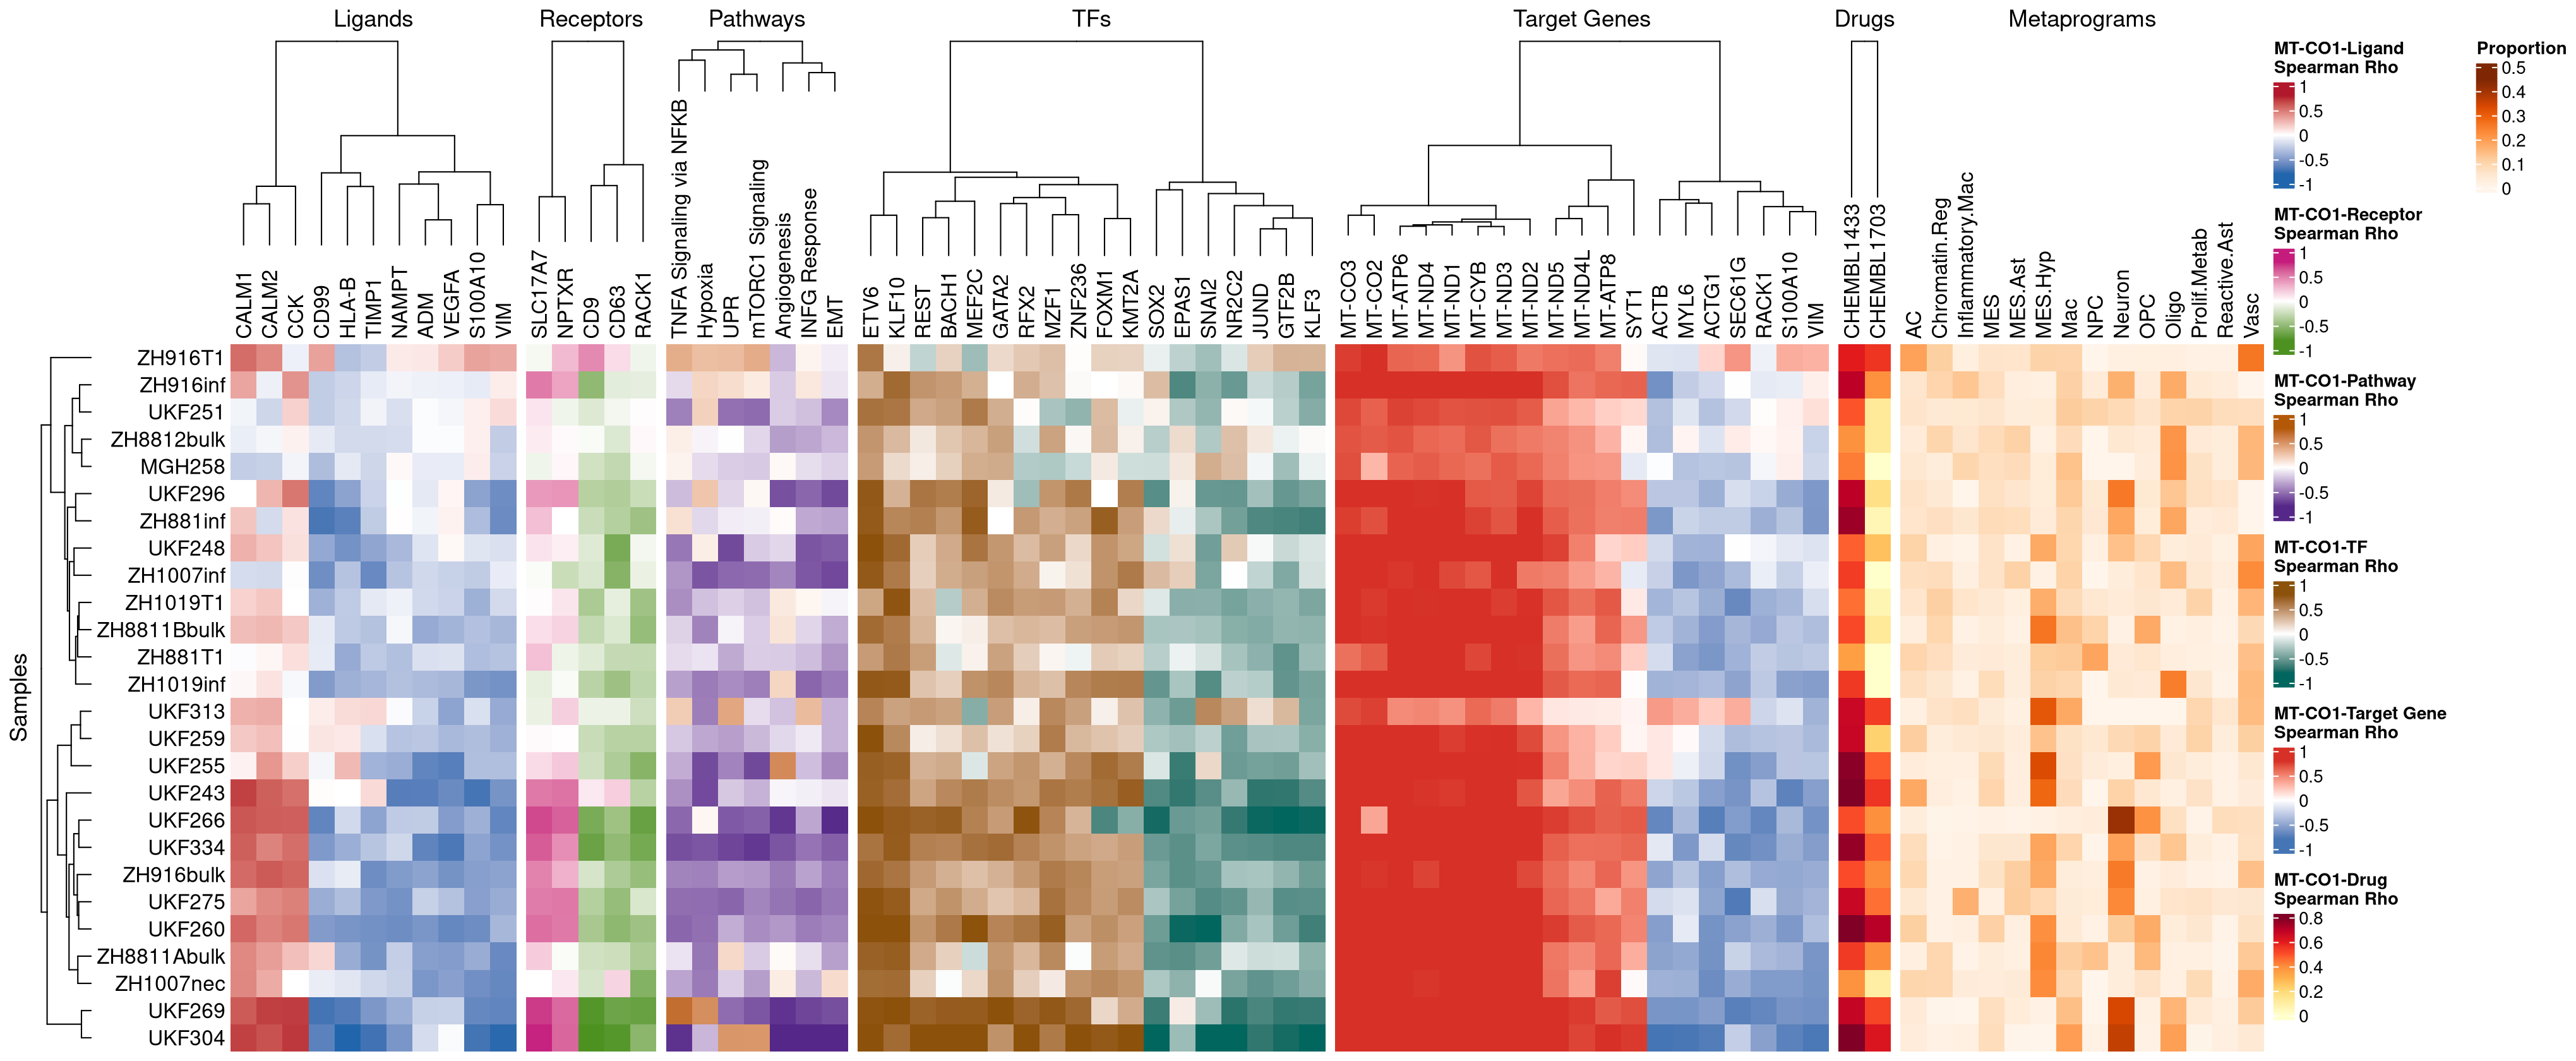 Ligands
Receptors
Pathways
TFs
Target Genes
Drugs
Metaprograms
CALM1
CALM2
CCK
CD99
HLA-B
TIMP1
NAMPT
ADM
VEGFA
S100A10
VIM
SLC17A7
NPTXR
CD9
CD63
RACK1
TNFA Signaling via NFKB
Hypoxia
UPR
mTORC1 Signaling
Angiogenesis
INFG Response
EMT
ETV6
KLF10
REST
BACH1
MEF2C
GATA2
RFX2
MZF1
ZNF236
FOXM1
KMT2A
SOX2
EPAS1
SNAI2
NR2C2
JUND
GTF2B
KLF3
MT-CO3
MT-CO2
MT-ATP6
MT-ND4
MT-ND1
MT-CYB
MT-ND3
MT-ND2
MT-ND5
MT-ND4L
MT-ATP8
SYT1
ACTB
MYL6
ACTG1
SEC61G
RACK1
S100A10
VIM
CHEMBL1433
CHEMBL1703
AC
Chromatin.Reg
Inflammatory.Mac
MES
MES.Ast
MES.Hyp
Mac
NPC
Neuron
OPC
Oligo
Prolif.Metab
Reactive.Ast
Vasc
Samples
ZH916T1
ZH916inf
UKF251
ZH8812bulk
MGH258
UKF296
ZH881inf
UKF248
ZH1007inf
ZH1019T1
ZH8811Bbulk
ZH881T1
ZH1019inf
UKF313
UKF259
UKF255
UKF243
UKF266
UKF334
ZH916bulk
UKF275
UKF260
ZH8811Abulk
ZH1007nec
UKF269
UKF304
MT-CO1-Ligand
Spearman Rho
1
0.5
0
-0.5
-1
MT-CO1-Receptor
Spearman Rho
1
0.5
0
-0.5
-1
MT-CO1-Pathway
Spearman Rho
1
0.5
0
-0.5
-1
MT-CO1-TF
Spearman Rho
1
0.5
0
-0.5
-1
MT-CO1-Target Gene
Spearman Rho
1
0.5
0
-0.5
-1
MT-CO1-Drug
Spearman Rho
0.8
0.6
0.4
0.2
0
Proportion
0.5
0.4
0.3
0.2
0.1
0